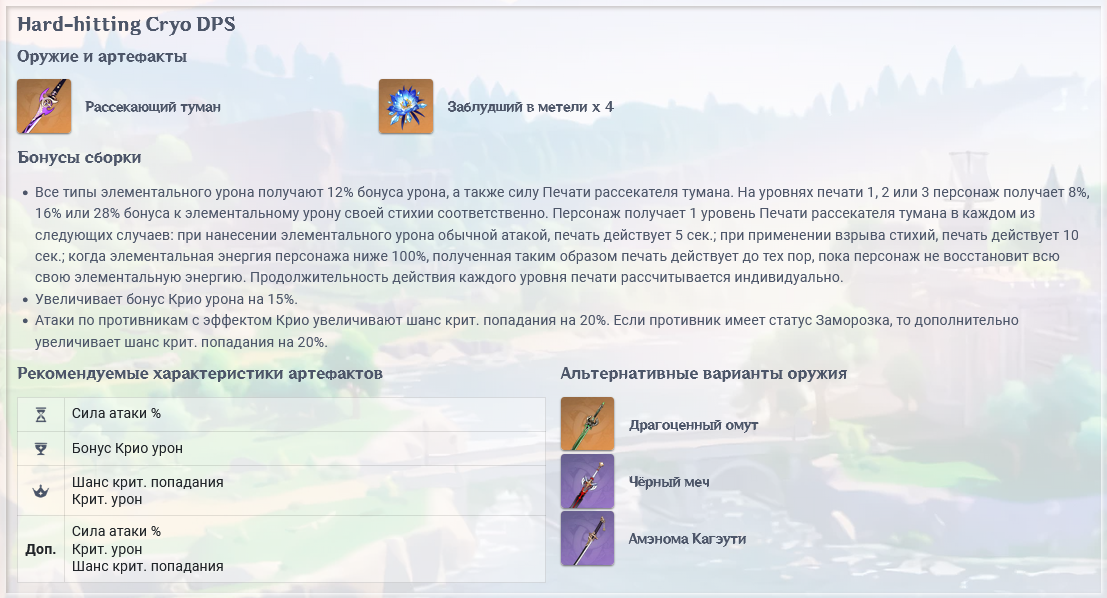 Hard-hitting Cryo DPS
Оружие и артефакты
Рассекающий туман
Заблудший в метели x 4
Бонусы сборки
Все типы элементального урона получают 12% бонуса урона, а также силу Печати рассекателя тумана. На уровнях печати 1, 2 или 3 персонаж получает 8%,
16% или 28% бонуса к элементальному урону своей стихии соответственно. Персонаж получает 1 уровень Печати рассекателя тумана в каждом из
следующих случаев: при нанесении элементального урона обычной атакой, печать действует 5 сек.; при применении взрыва стихий, печать действует 10
сек.; когда элементальная энергия персонажа ниже 100%, полученная таким образом печать действует до тех пор, пока персонаж не восстановит всю
свою элементальную энергию. Продолжительность действия каждого уровня печати рассчитывается индивидуально.
Увеличивает бонус Крио урона на 15%.
Атаки по противникам с эффектом Крио увеличивают шанс крит. попадания на 20%. Если противник имеет статус Заморозка, то дополнительно
увеличивает шанс крит. попадания на 20%.
Рекомендуемые характеристики артефактов
Сила атаки %
Бонус Крио урон
Шанс крит. попадания
Крит. урон
Доп.
Сила атаки %
Крит. урон
Шанс крит. попадания
Альтернативные варианты оружия
Драгоценный омут
Чёрный меч
Амэнома Кагэути